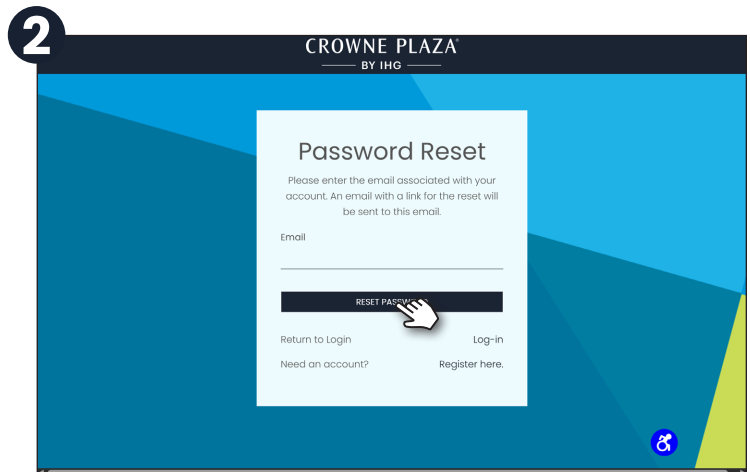 2
CROWNE PLAZA®
BY IHG
Password Reset
Please enter the email associated with your
account. An email with a link for the reset will
be sent to this email.
Email
RESET PASSWORD
Return to Login Log-in
Need an account? Register here.